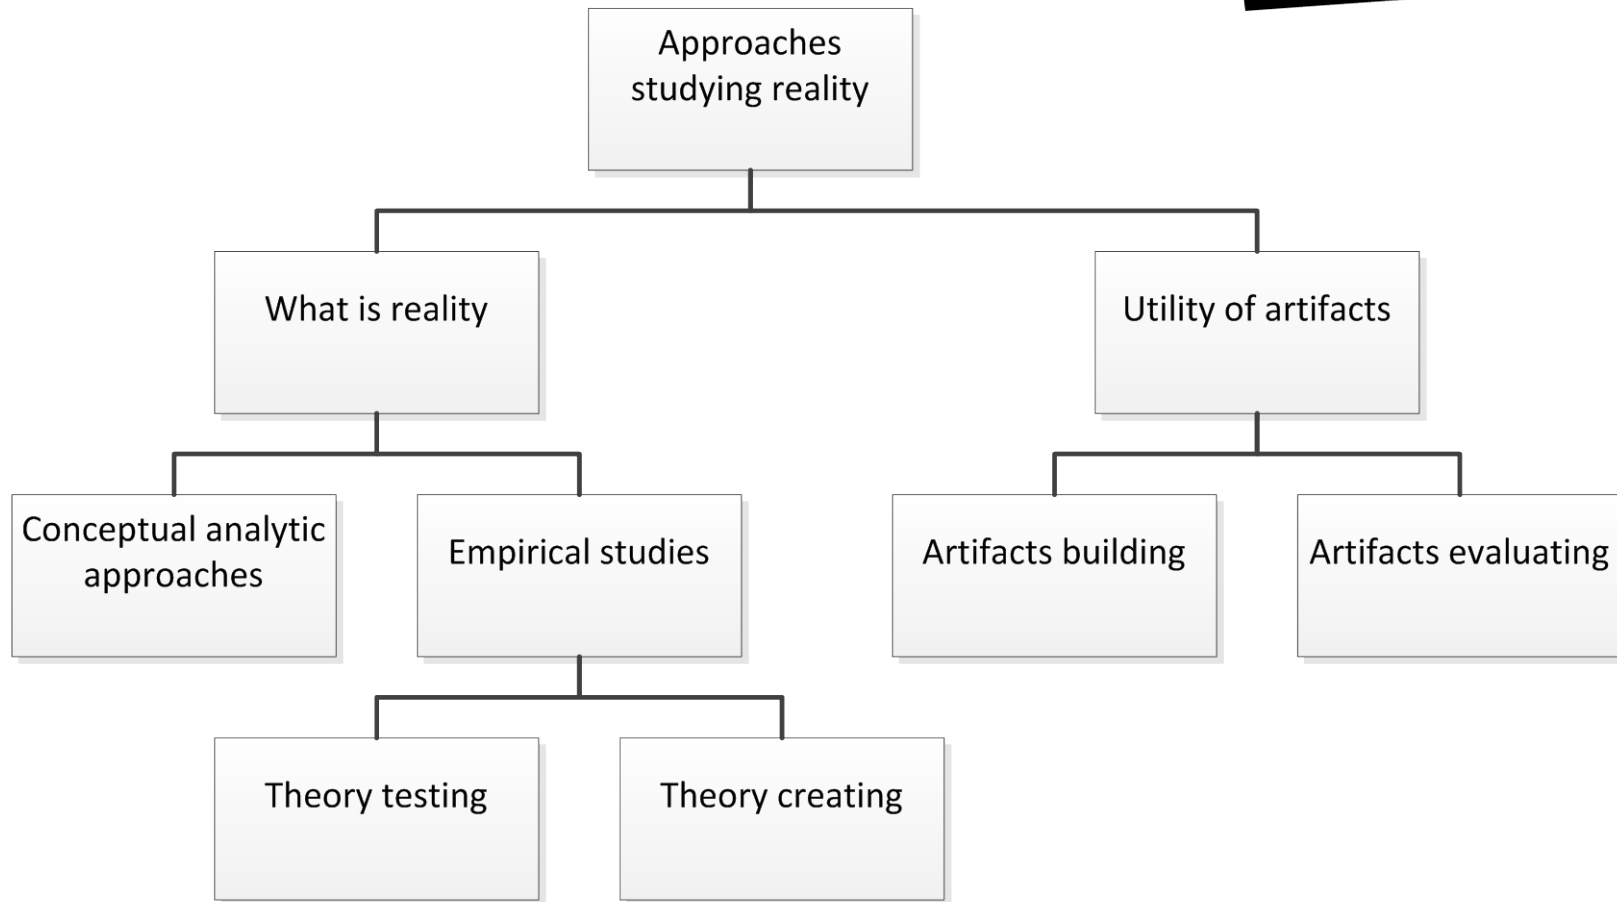 Approaches
studying reality
What is reality
Utility of artifacts
Conceptual analytic
approaches
Empirical studies
Artifacts building
Artifacts evaluating
Theory testing
Theory creating